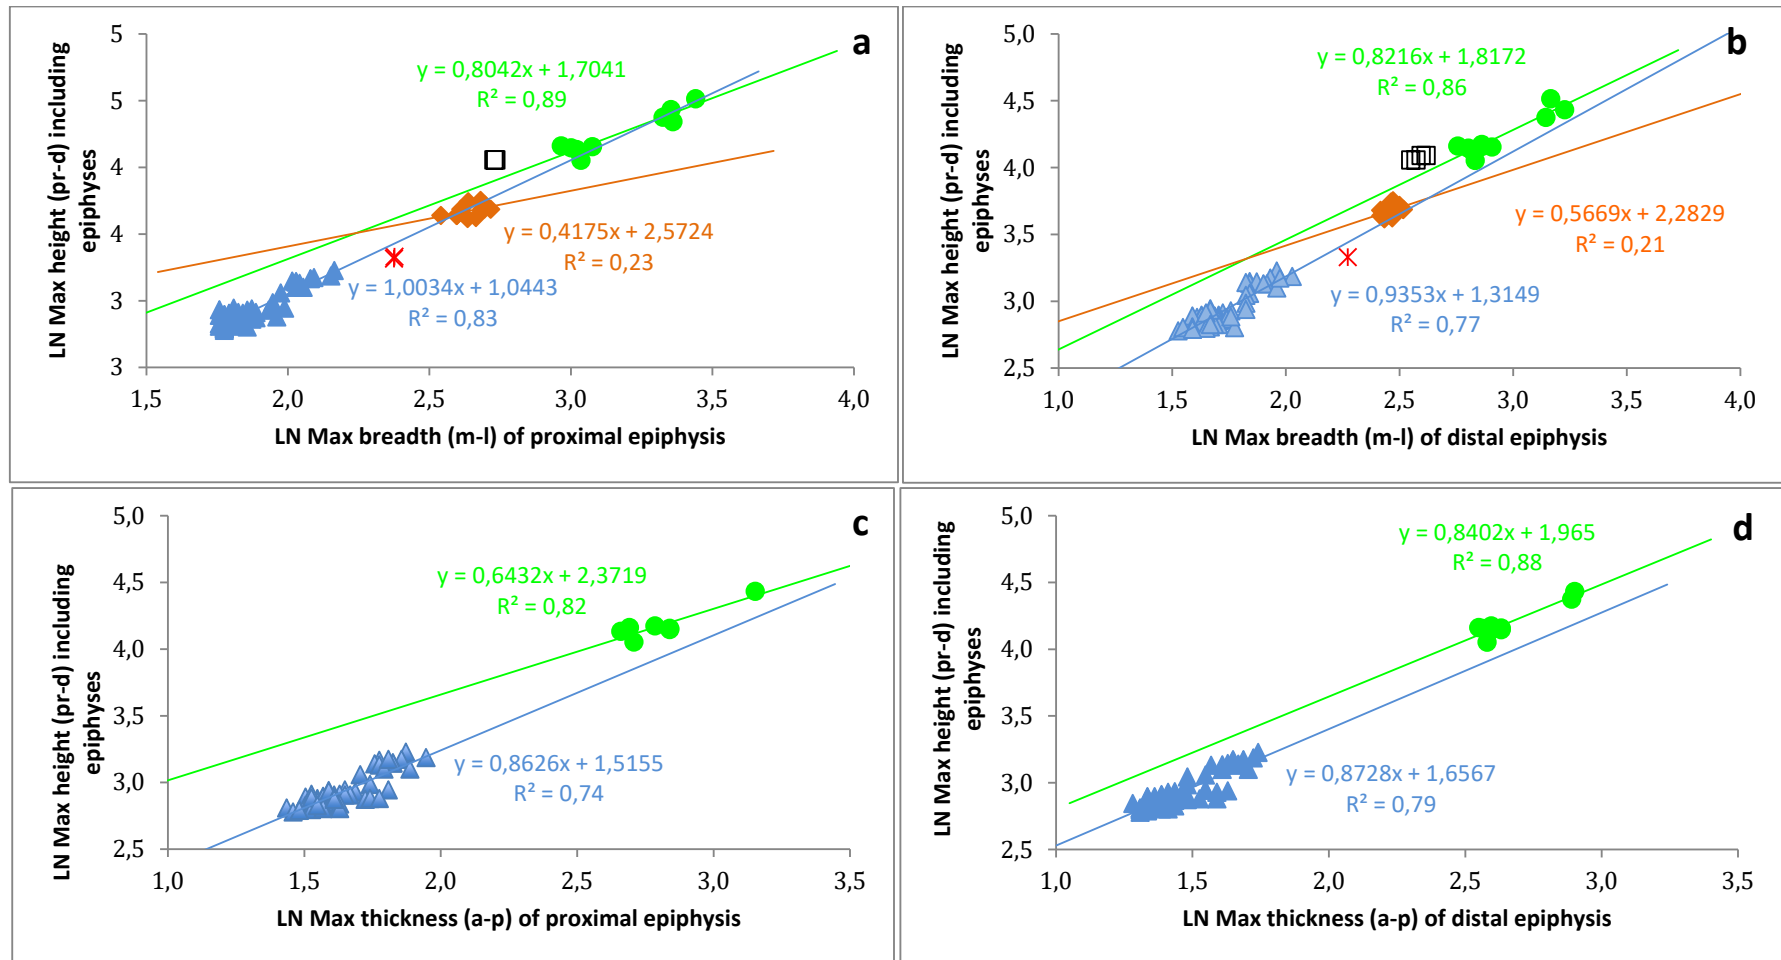 a
LN Max height (pr-d) including
epiphyses
5
5
4
4
3
3
y = 0,8042x + 1,7041
R² = 0,89
y = 0,4175x + 2,5724
R² = 0,23
y = 1,0034x + 1,0443
R² = 0,83
1,5 2,0 2,5 3,0 3,5 4,0
LN Max breadth (m-l) of proximal epiphysis
b
LN Max height (pr-d) including
epiphyses
5,0
4,5
4,0
3,5
3,0
2,5
y = 0,8216x + 1,8172
R² = 0,86
y = 0,5669x + 2,2829
R² = 0,21
y = 0,9353x + 1,3149
R² = 0,77
1,0 1,5 2,0 2,5 3,0 3,5 4,0
LN Max breadth (m-l) of distal epiphysis
c
LN Max height (pr-d) including
epiphyses
5,0
4,5
4,0
3,5
3,0
2,5
y = 0,6432x + 2,3719
R² = 0,82
y = 0,8626x + 1,5155
R² = 0,74
1,0 1,5 2,0 2,5 3,0 3,5
LN Max thickness (a-p) of proximal epiphysis
d
LN Max height (pr-d) including
epiphyses
5,0
4,5
4,0
3,5
3,0
2,5
y = 0,8402x + 1,965
R² = 0,88
y = 0,8728x + 1,6567
R² = 0,79
1,0 1,5 2,0 2,5 3,0 3,5
LN Max thickness (a-p) of distal epiphysis